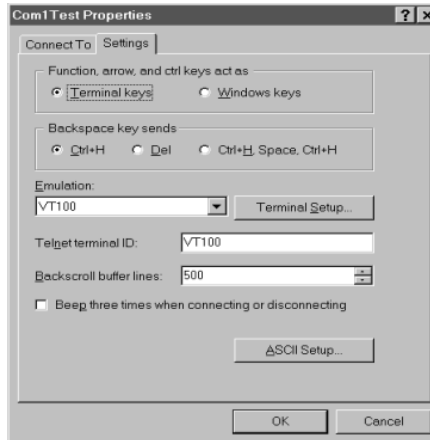 Com1Test Properties
Connect To Settings
Function, arrow, and ctrl keys act as
Terminal keys Windows keys
Backspace key sends
Ctrl+H Del Ctrl+H, Space, Ctrl+H
Emulation:
VT100 Terminal Setup...
Telnet terminal ID: VT100
Backscroll buffer lines: 500
Beep three times when connecting or disconnecting
ASCII Setup...
OK Cancel